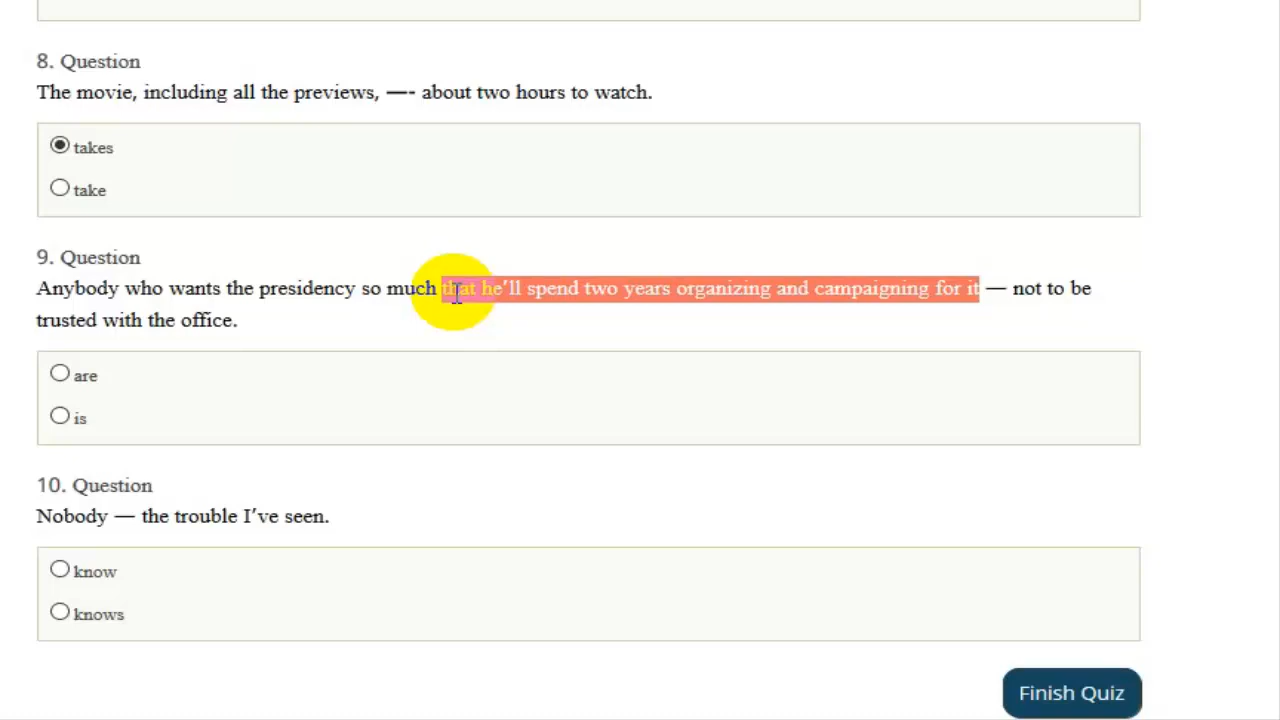 8. Question
The movie, including all the previews, —-- about two hours to watch.
takes
take
9. Question
Anybody who wants the presidency so much that he’ll spend two years organizing and campaigning for it — not to be
trusted with the office.
are
is
10. Question
Nobody — the trouble I’ve seen.
know
knows
Finish Quiz